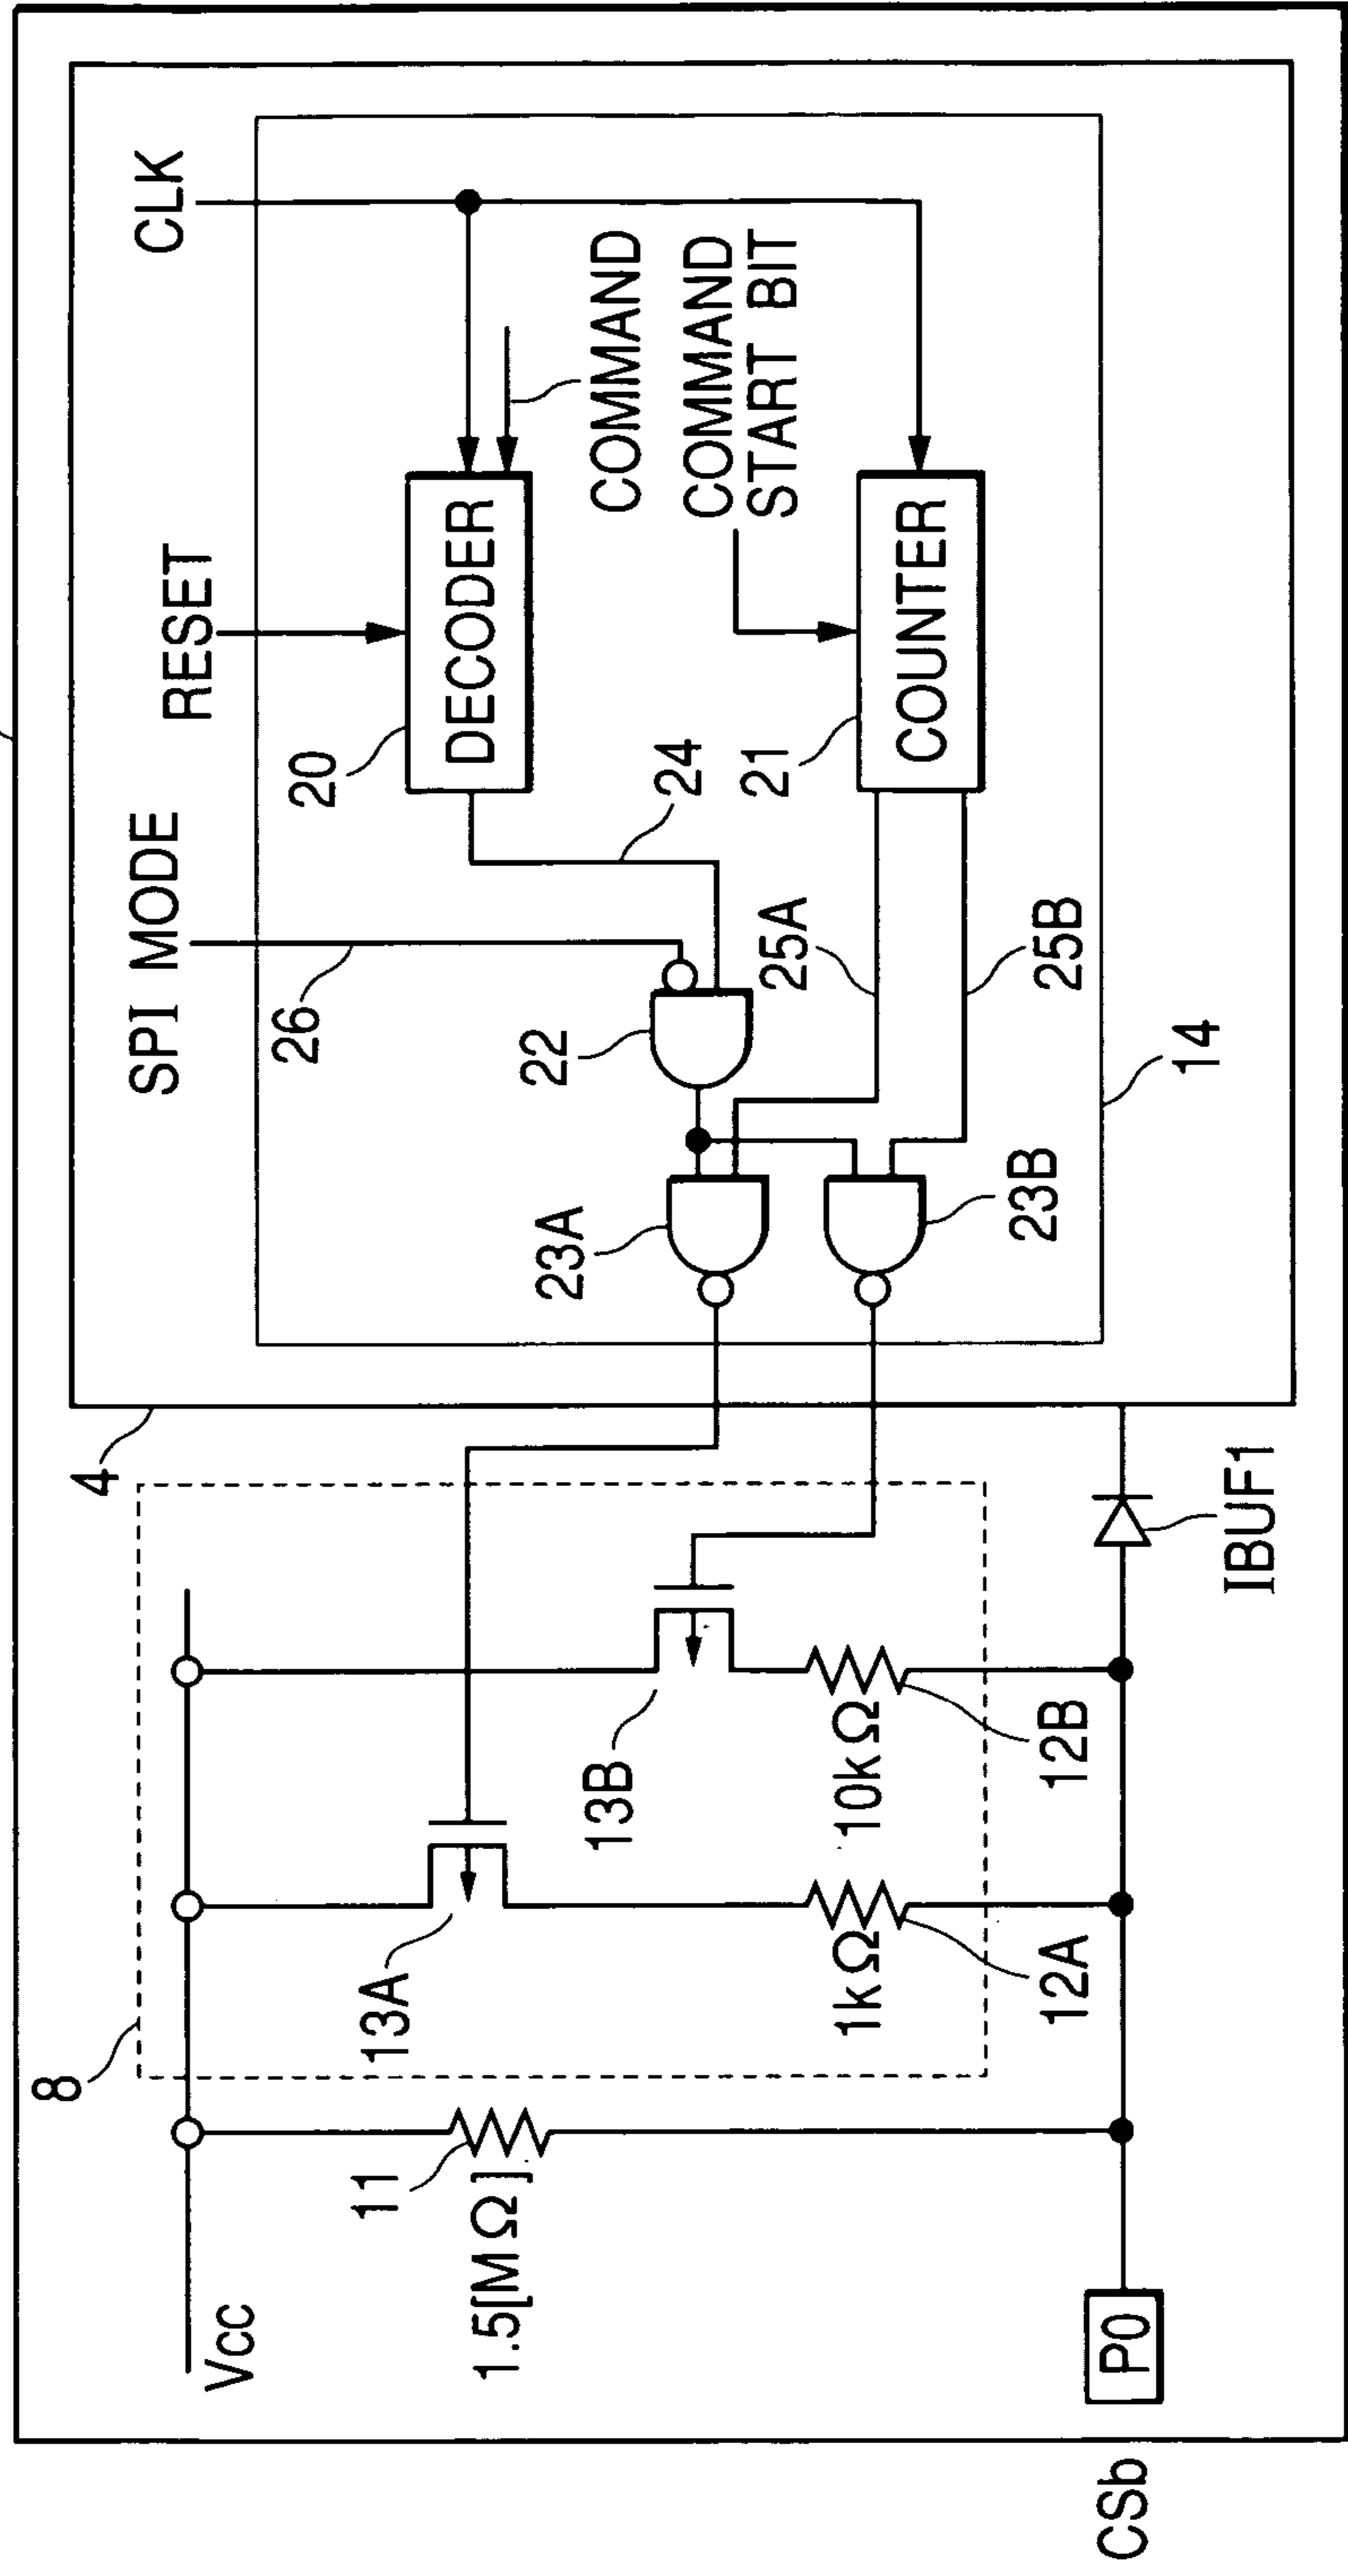 CSb
P0
Vcc
8
11
1.5[MΩ]
13A
1kΩ
12A
13B
10kΩ
12B
IBUF1
4
SPI MODE
26
RESET
CLK
20
DECODER
COMMAND
COMMAND
START BIT
21
COUNTER
24
22
25A
25B
23A
23B
14